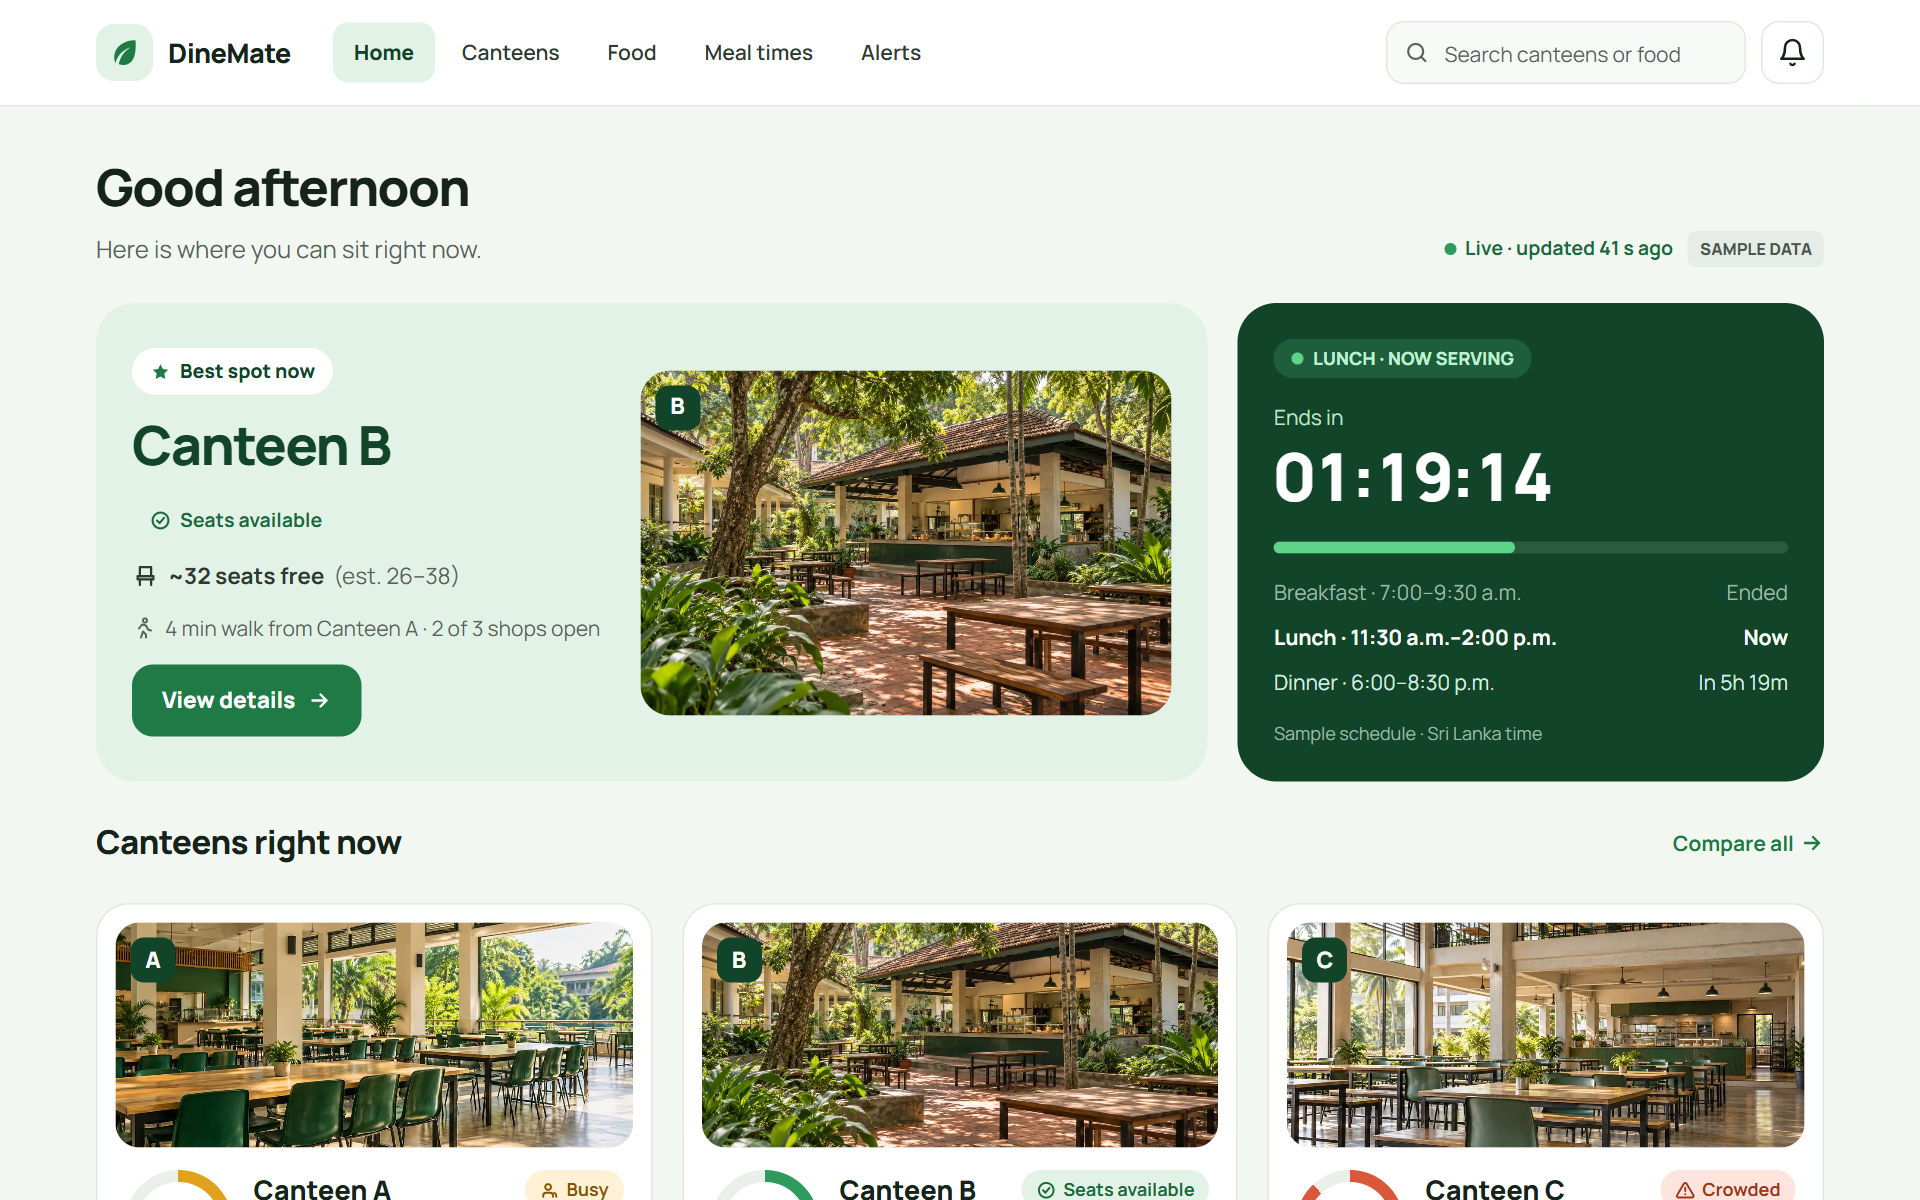 DineMate
Home
Canteens
Food
Meal times
Alerts
Search canteens or food
Good afternoon
Here is where you can sit right now.
Live · updated 41 s ago
SAMPLE DATA
Best spot now
Canteen B
Seats available
~32 seats free (est. 26–38)
4 min walk from Canteen A · 2 of 3 shops open
View details →
B
LUNCH · NOW SERVING
Ends in
01:19:14
Breakfast · 7:00–9:30 a.m. Ended
Lunch · 11:30 a.m.–2:00 p.m. Now
Dinner · 6:00–8:30 p.m. In 5h 19m
Sample schedule · Sri Lanka time
Canteens right now
Compare all →
A
B
C
Canteen A
Busy
Canteen B
Seats available
Canteen C
Crowded